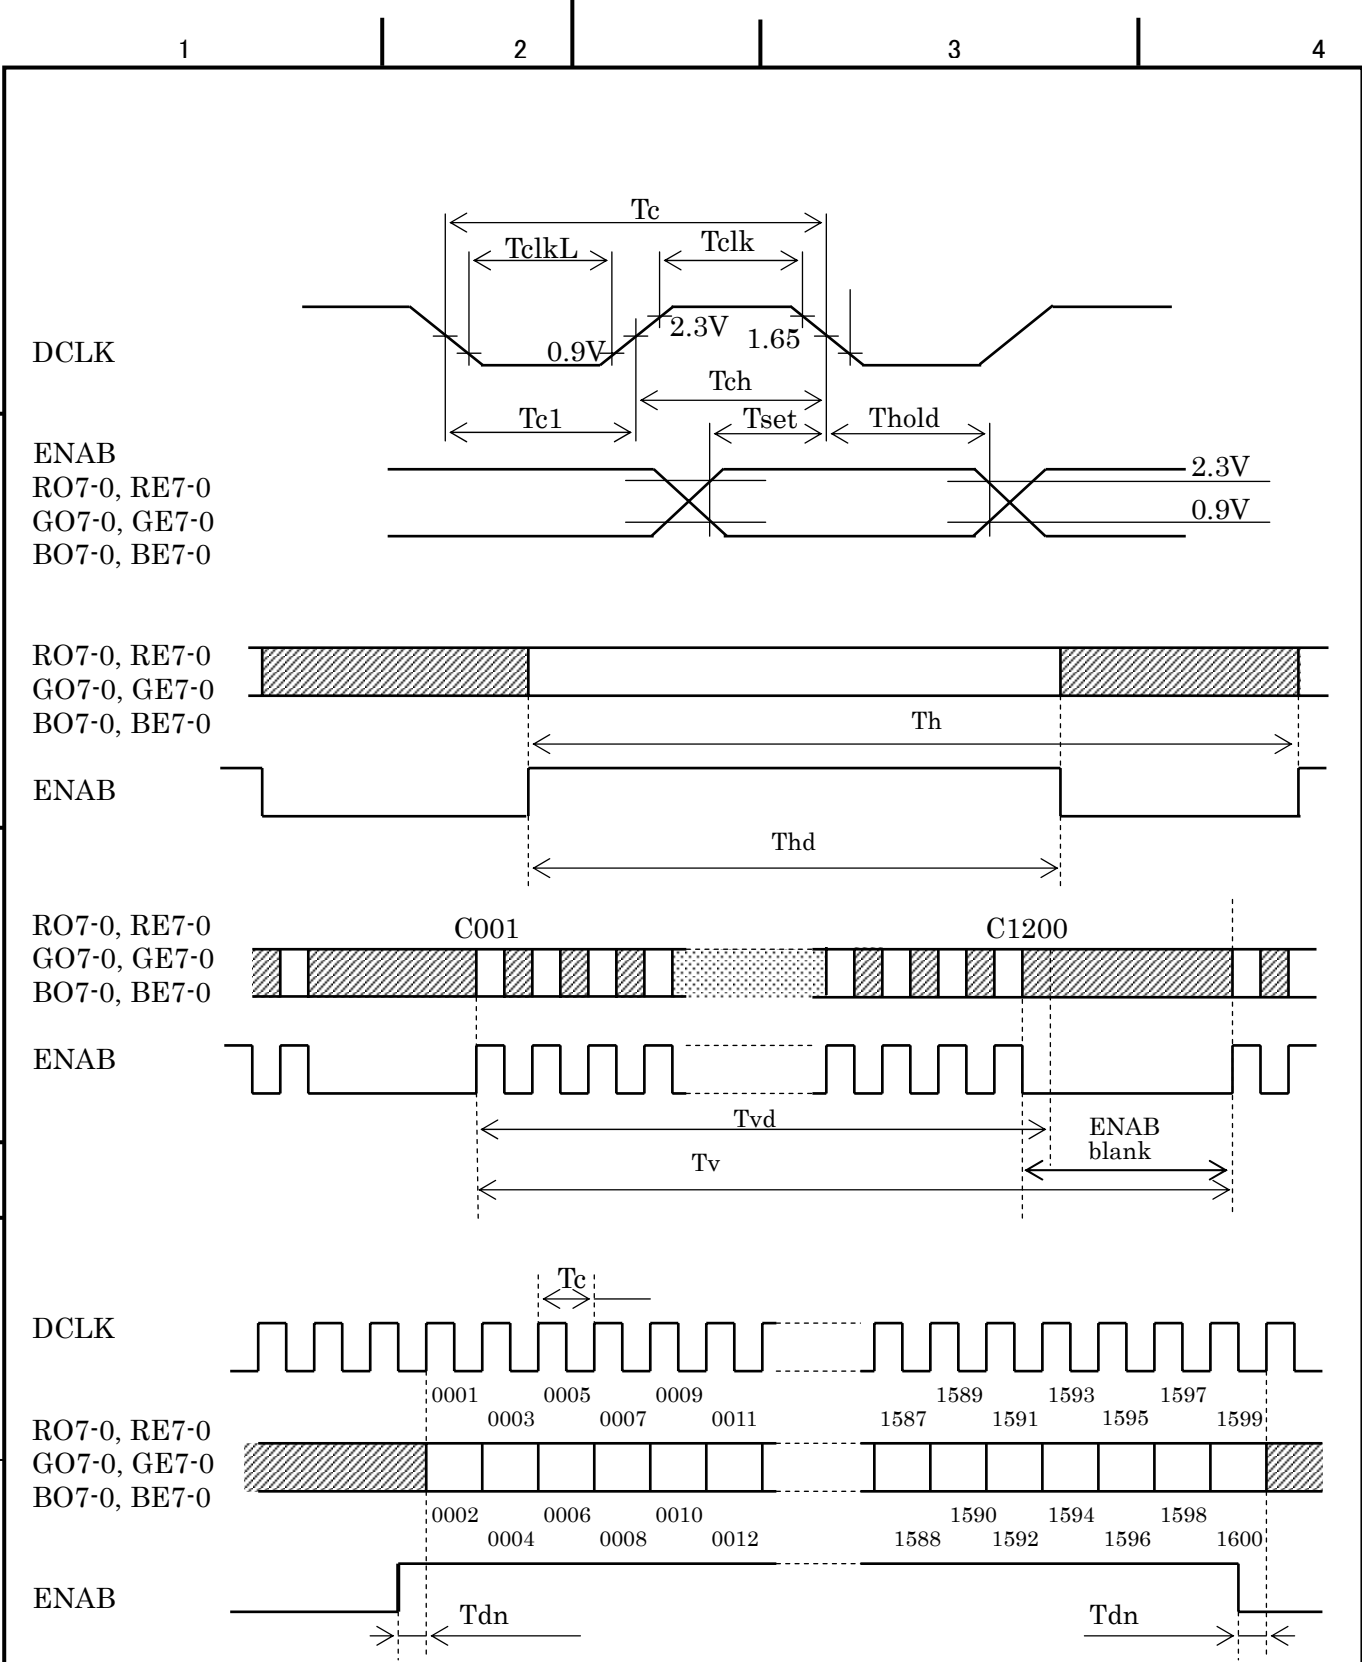 1 2 3 4
Tc
TclkL Tclk
2.3V 1.65
DCLK 0.9V
Tch
Tc1 Tset Thold
ENAB
2.3V
RO7-0, RE7-0
0.9V
GO7-0, GE7-0
BO7-0, BE7-0
RO7-0, RE7-0
GO7-0, GE7-0
BO7-0, BE7-0
Th
ENAB
Thd
RO7-0, RE7-0 C001 C1200
GO7-0, GE7-0
BO7-0, BE7-0
ENAB
Tvd
ENAB
blank
Tv
Tc
DCLK
0001 0005 0009 1589 1593 1597
0003 0007 0011 1587 1591 1595 1599
RO7-0, RE7-0
GO7-0, GE7-0
BO7-0, BE7-0
0002 0006 0010 1590 1594 1598
0004 0008 0012 1588 1592 1596 1600
ENAB
Tdn Tdn